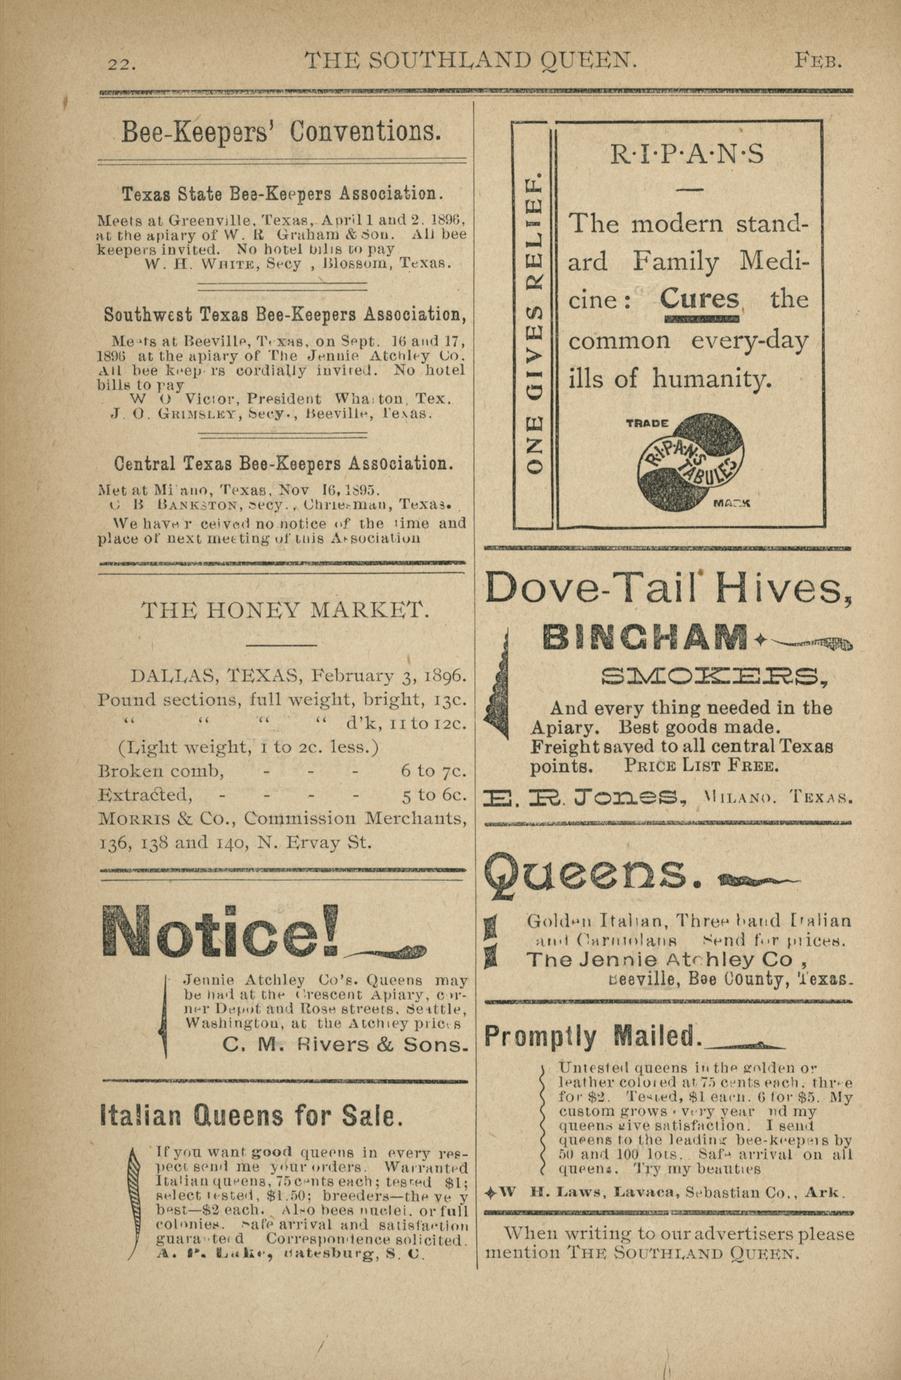 22. THE SOUTHLAND QUEEN. FEB.
Bee-Keepers' Conventions.
Texas State Bee-Keepers Association.
Meets at Greenville, Texas, April 1 and 2. 1896,
at the apiary of W. R Graham & Son. All bee
keepers invited. No hotel bills to pay
W. H. WHITE, Secy , Blossom, Texas.
Southwest Texas Bee-Keepers Association,
Meets at Beeville, Texas, on Sept. 16 and 17,
1896 at the apiary of The Jennie Atchley Co.
All bee keepers cordially invited. No hotel
bills to pay
W O Victor, President Wharton, Tex.
J. O. GRIMSLEY, Secy., Beeville, Texas.
Central Texas Bee-Keepers Association.
Met at Milano, Texas, Nov 16, 1895.
C B BANKSTON, Secy., Chriesman, Texas.
We have received no notice of the time and
place of next meeting of this Association
THE HONEY MARKET.
DALLAS, TEXAS, February 3, 1896.
Pound sections, full weight, bright, 13c.
" " " " d'k, 11 to 12c.
(Light weight, 1 to 2c. less.)
Broken comb, - - - 6 to 7c.
Extracted, - - - - 5 to 6c.
MORRIS & CO., Commission Merchants,
136, 138 and 140, N. Ervay St.
Notice!
Jennie Atchley Co's. Queens may
be had at the Crescent Apiary, cor-
ner Depot and Rose streets, Seattle,
Washington, at the Atchley prices
C. M. Rivers & Sons.
Italian Queens for Sale.
If you want good queens in every res-
pect send me your orders. Warranted
Italian queens, 75 cents each; tested $1;
select tested, $1.50; breeders—the very
best—$2 each. Also bees nuclei, or full
colonies. Safe arrival and satisfaction
guaranteed Correspondence solicited.
A. P. Lake, Batesburg, S. C.
ONE GIVES RELIEF.
R·I·P·A·N·S
The modern stand-
ard Family Medi-
cine: Cures the
common every-day
ills of humanity.
TRADE
R·I·P·A·N·S
TABULES
MARK
Dove-Tail Hives,
BINGHAM
SMOKERS,
And every thing needed in the
Apiary. Best goods made.
Freight saved to all central Texas
points. PRICE LIST FREE.
E. R. Jones, MILANO. TEXAS.
Queens.
Golden Italian, Three band Italian
and Carniolans Send for prices.
The Jennie Atchley Co ,
Beeville, Bee County, Texas.
Promptly Mailed.
Untested queens in the golden or
leather colored at 75 cents each. three
for $2. Tested, $1 each. 6 for $5. My
custom grows every year and my
queens give satisfaction. I send
queens to the leading bee-keepers by
50 and 100 lots. Safe arrival on all
queens. Try my beauties
W H. Laws, Lavaca, Sebastian Co., Ark.
When writing to our advertisers please
mention THE SOUTHLAND QUEEN.